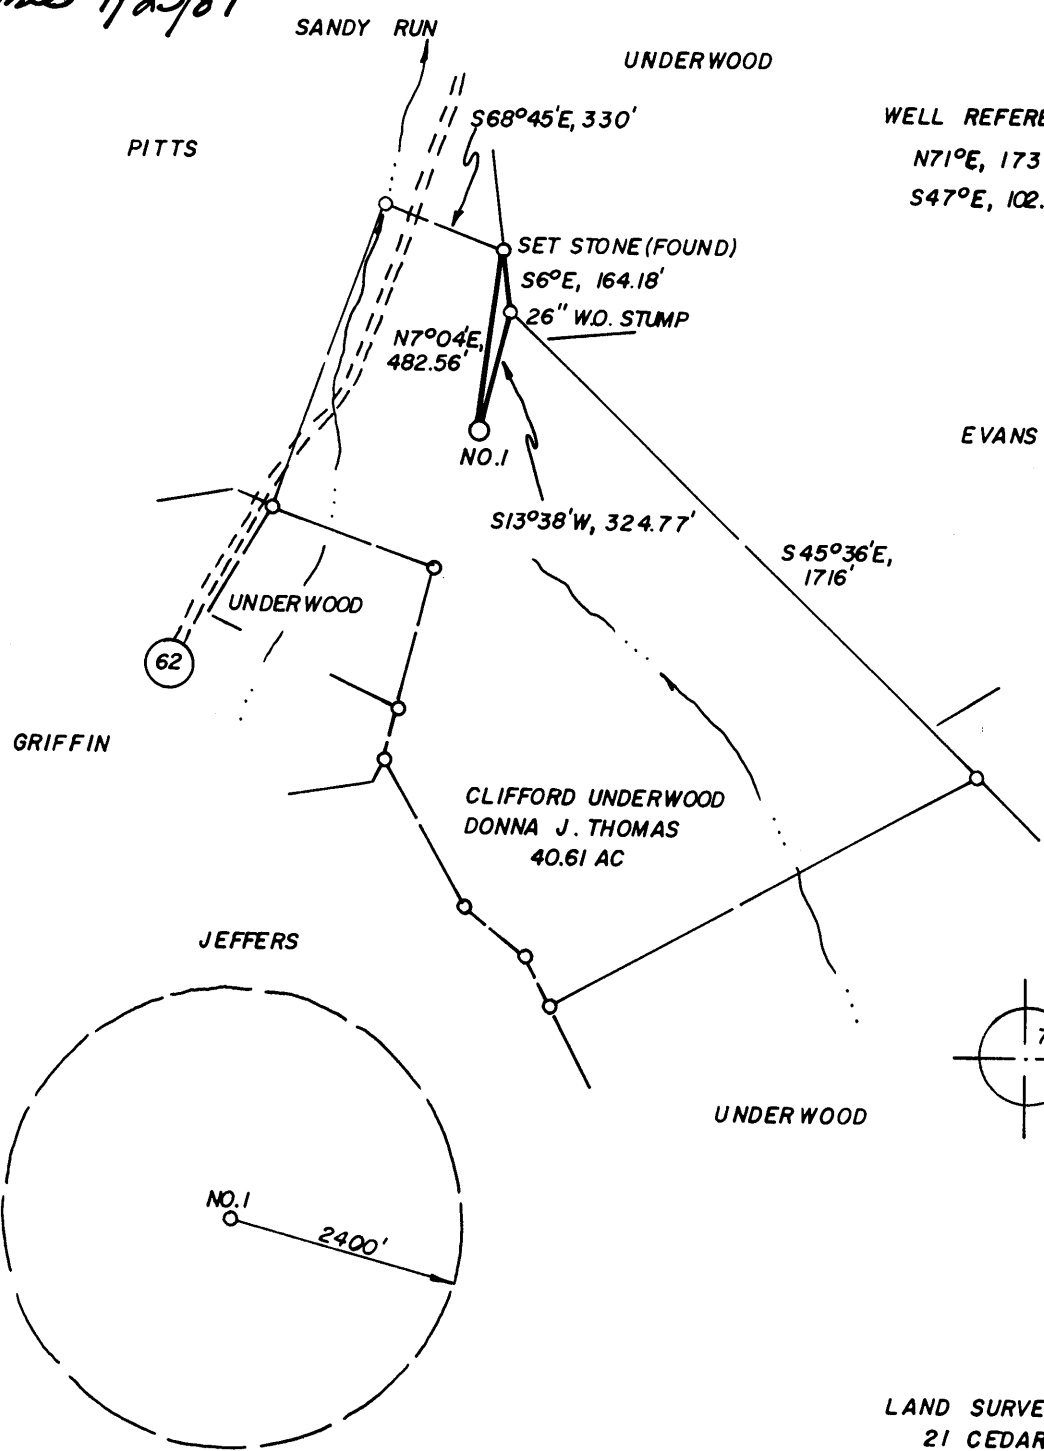 SANDY RUN
UNDERWOOD
S68°45'E, 330'
WELL REFERE
PITTS
N71°E, 173
S47°E, 102.
SET STONE (FOUND)
S6°E, 164.18'
26" W.O. STUMP
N7°04'E,
482.56'
EVANS
NO.1
S13°38'W, 324.77'
S45°36'E,
1716'
UNDERWOOD
62
GRIFFIN
CLIFFORD UNDERWOOD
DONNA J. THOMAS
40.61 AC
JEFFERS
7
UNDERWOOD
NO.1
2400'
LAND SURVE
21 CEDAR